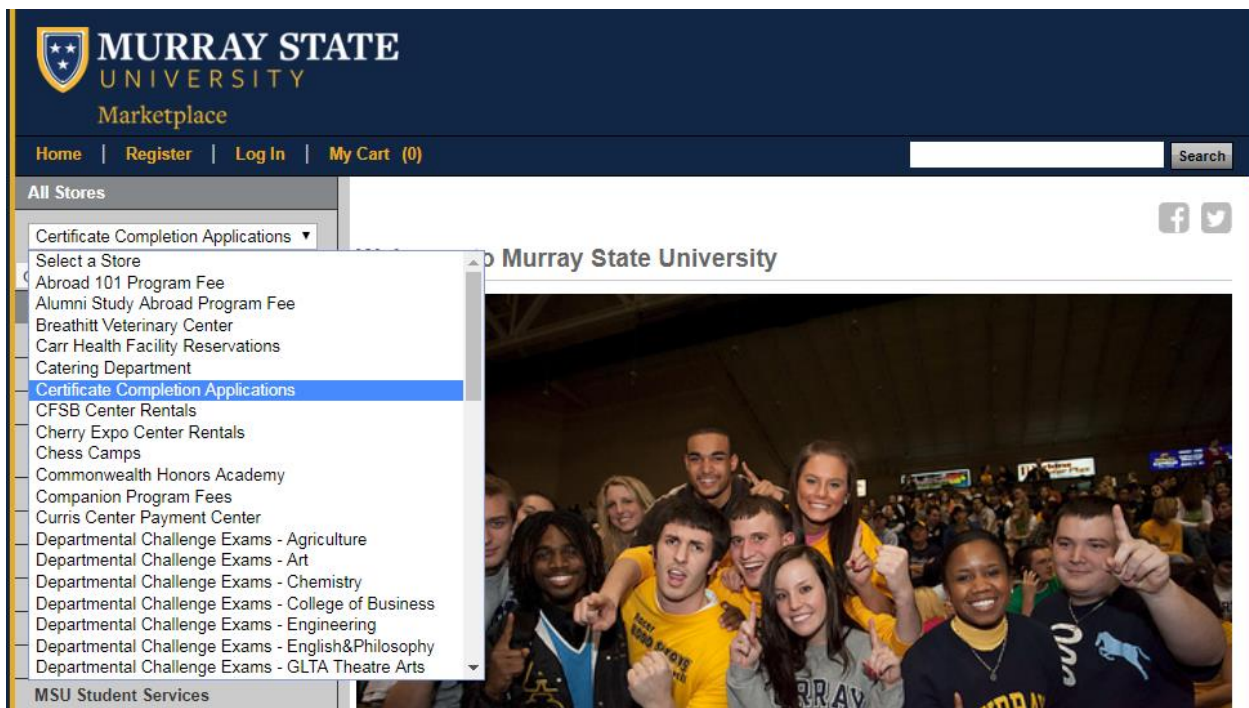 MURRAY STATE
UNIVERSITY
Marketplace
Home | Register | Log In | My Cart (0)
Search
All Stores
Certificate Completion Applications
to Murray State University
Select a Store
Abroad 101 Program Fee
Alumni Study Abroad Program Fee
Breathitt Veterinary Center
Carr Health Facility Reservations
Catering Department
Certificate Completion Applications
CFSB Center Rentals
Cherry Expo Center Rentals
Chess Camps
Commonwealth Honors Academy
Companion Program Fees
Curris Center Payment Center
Departmental Challenge Exams - Agriculture
Departmental Challenge Exams - Art
Departmental Challenge Exams - Chemistry
Departmental Challenge Exams - College of Business
Departmental Challenge Exams - Engineering
Departmental Challenge Exams - English&Philosophy
Departmental Challenge Exams - GLTA Theatre Arts
MSU Student Services